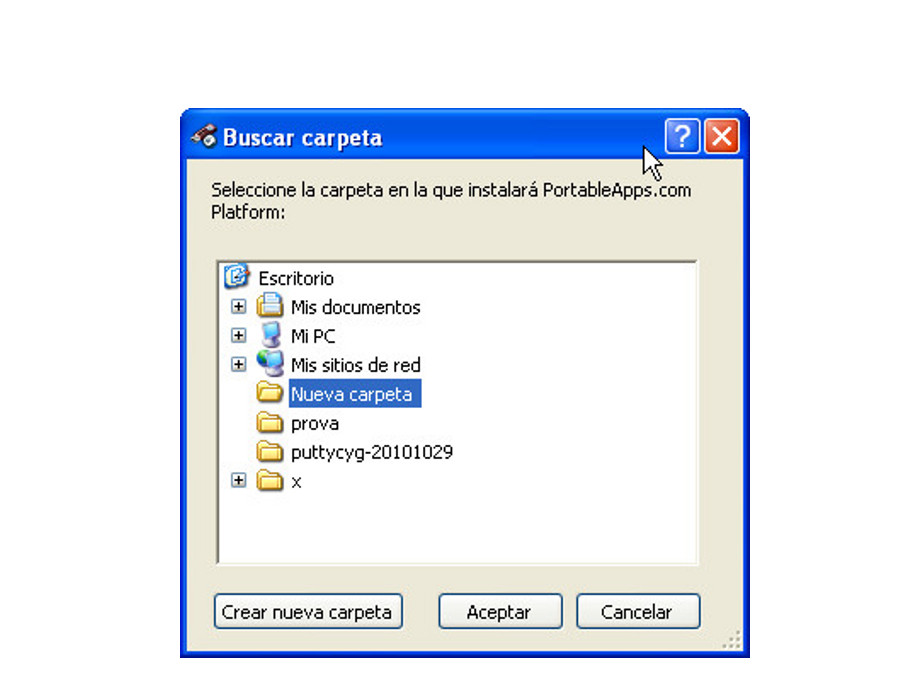 Buscar carpeta
Seleccione la carpeta en la que instalará PortableApps.com
Platform:
Escritorio
Mis documentos
Mi PC
Mis sitios de red
Nueva carpeta
prova
puttycyg-20101029
x
Crear nueva carpeta
Aceptar
Cancelar